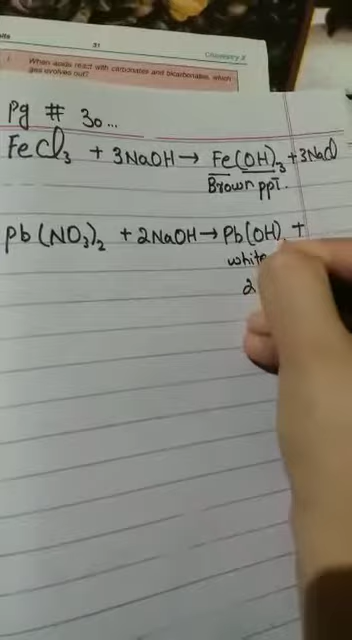 31
Chemistry X
When acids react with carbonates and bicarbonates, which
gas evolves out?
Pg # 30...
FeCl₃ + 3NaOH → Fe(OH)₃ + 3NaCl
Brown ppt.
Pb(NO₃)₂ + 2NaOH → Pb(OH) +
white
2